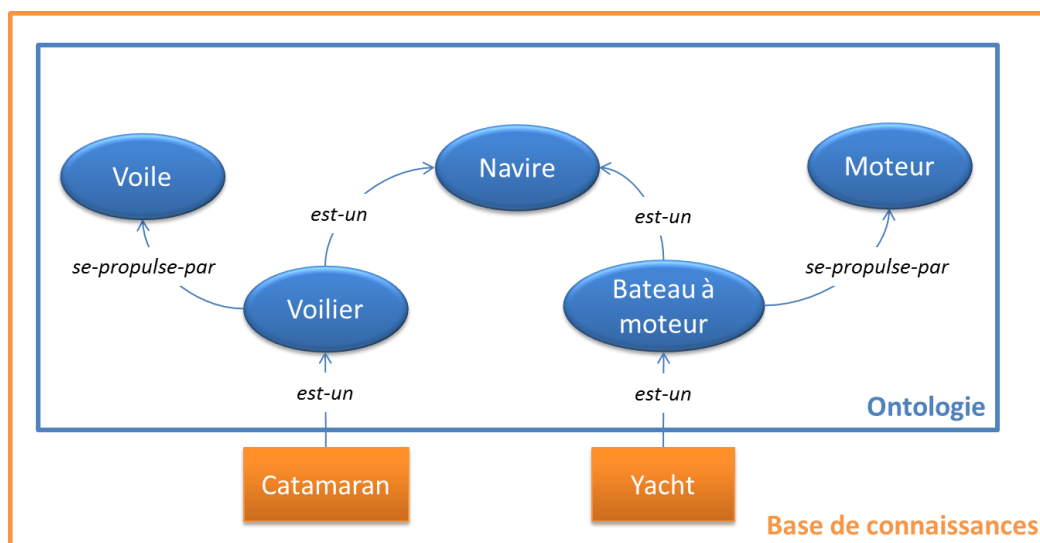 Voile
Navire
Moteur
est-un
est-un
se-propulse-par
se-propulse-par
Voilier
Bateau à
moteur
est-un
est-un
Ontologie
Catamaran
Yacht
Base de connaissances